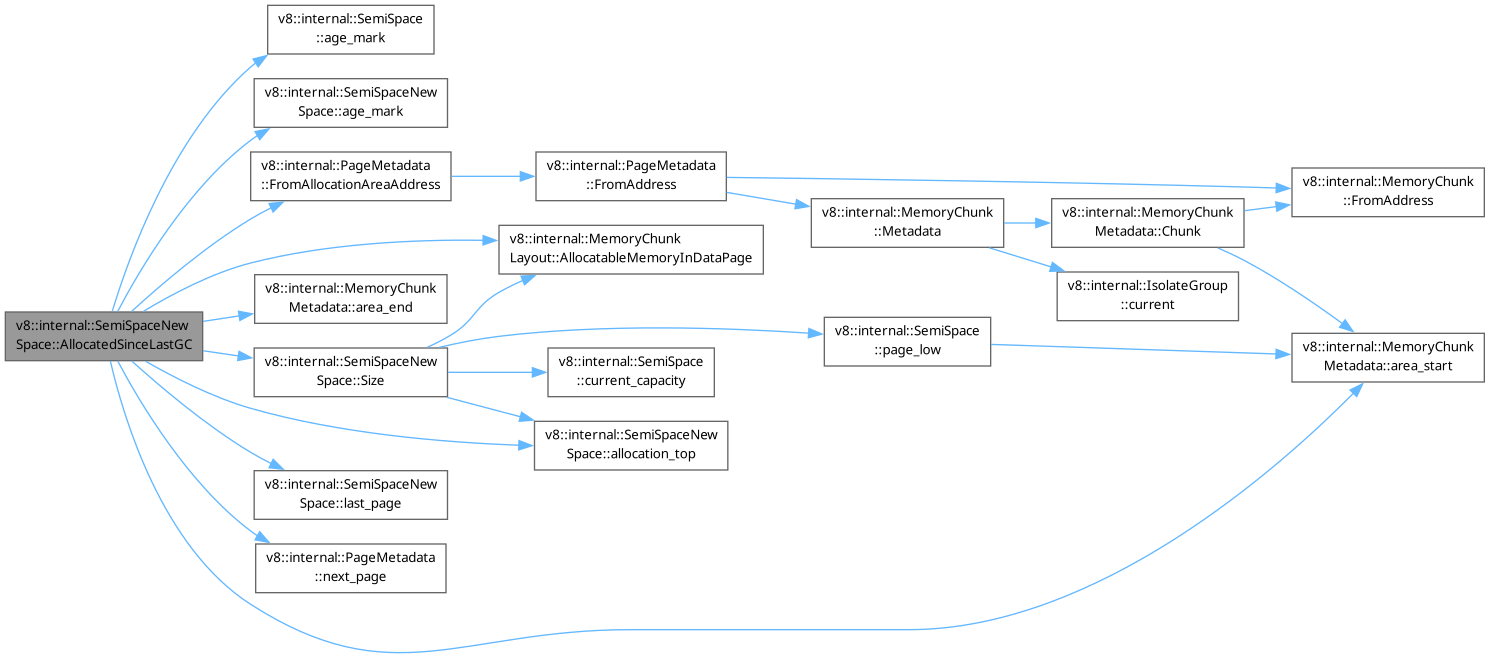 v8::internal::SemiSpace
::age_mark
v8::internal::SemiSpaceNew
Space::age_mark
v8::internal::PageMetadata
::FromAllocationAreaAddress
v8::internal::PageMetadata
::FromAddress
v8::internal::MemoryChunk
::FromAddress
v8::internal::MemoryChunk
::Metadata
v8::internal::MemoryChunk
Metadata::Chunk
v8::internal::MemoryChunk
Layout::AllocatableMemoryInDataPage
v8::internal::MemoryChunk
Metadata::area_end
v8::internal::IsolateGroup
::current
v8::internal::SemiSpaceNew
Space::AllocatedSinceLastGC
v8::internal::SemiSpace
::page_low
v8::internal::MemoryChunk
Metadata::area_start
v8::internal::SemiSpaceNew
Space::Size
v8::internal::SemiSpace
::current_capacity
v8::internal::SemiSpaceNew
Space::allocation_top
v8::internal::SemiSpaceNew
Space::last_page
v8::internal::PageMetadata
::next_page